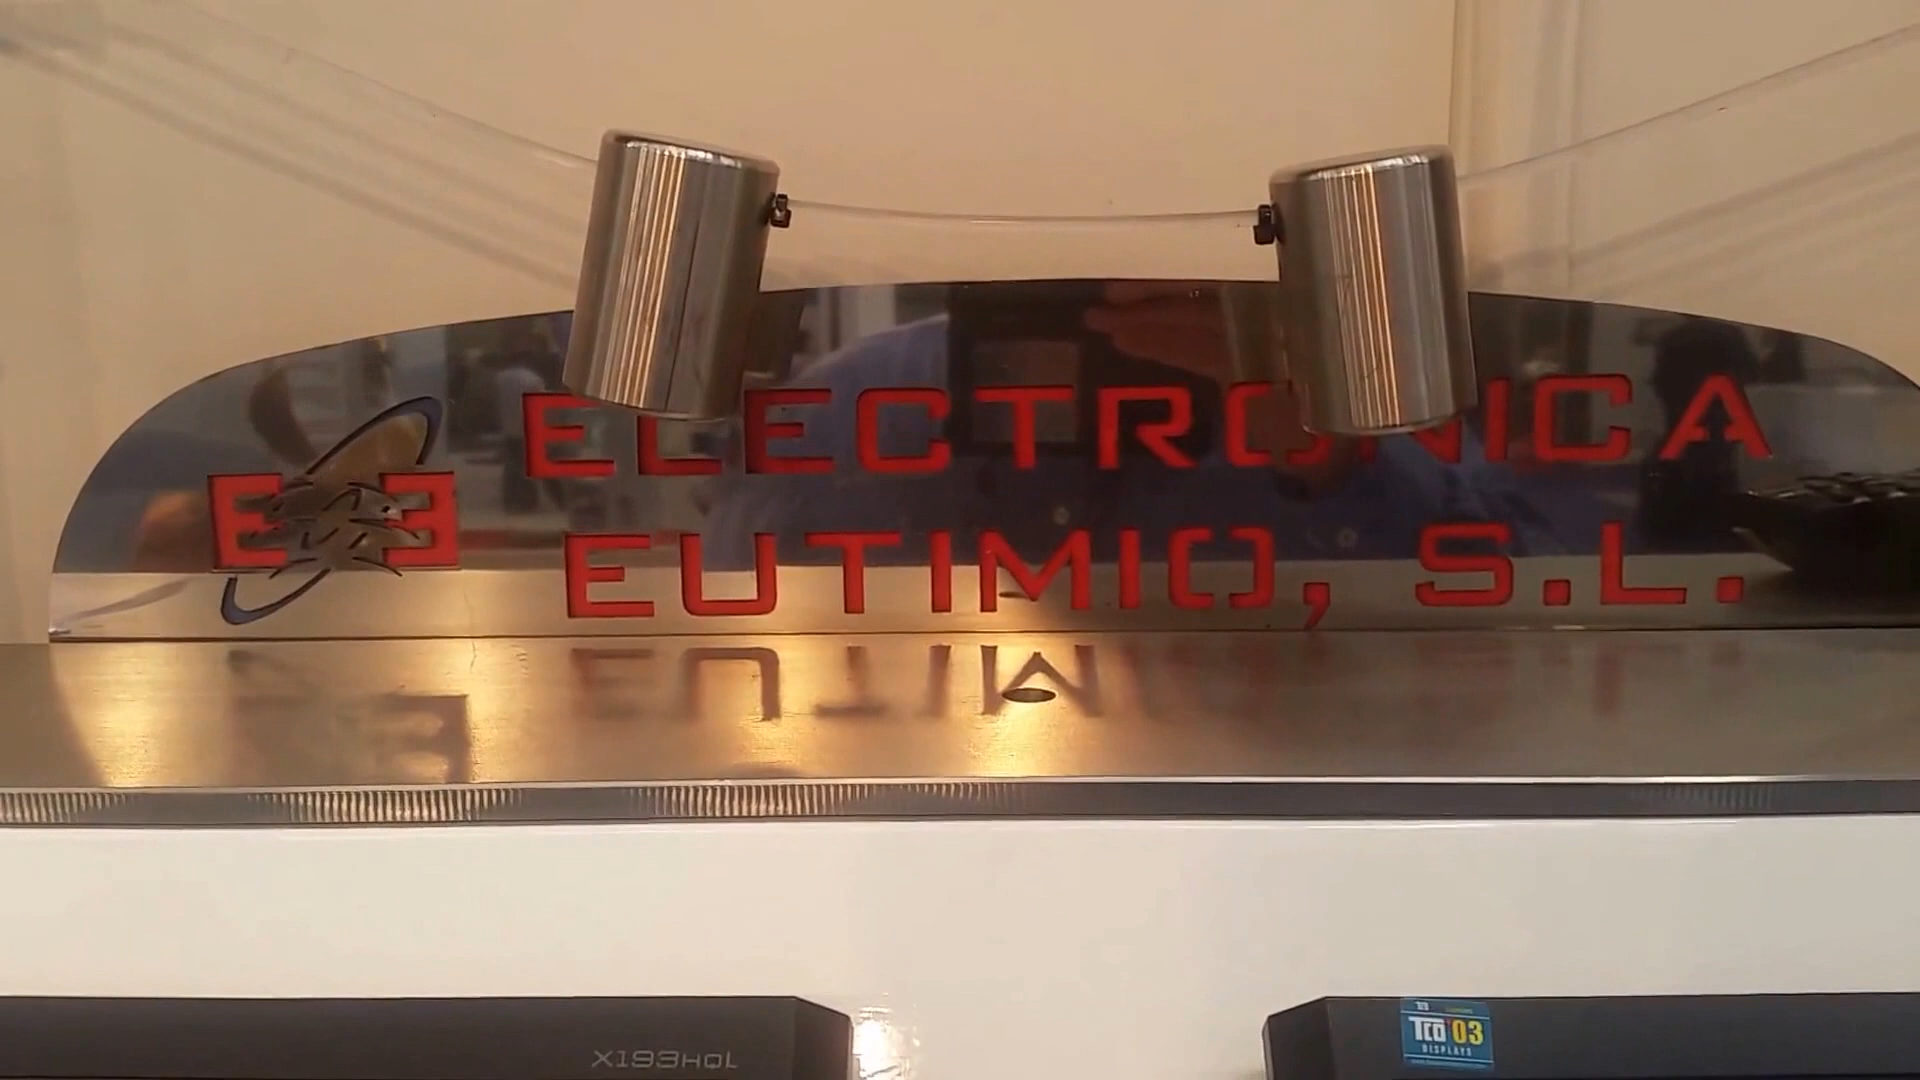 ELECTRONICA
E E
EUTIMIO, S.L.
X193HQL
TCO'03
DISPLAYS